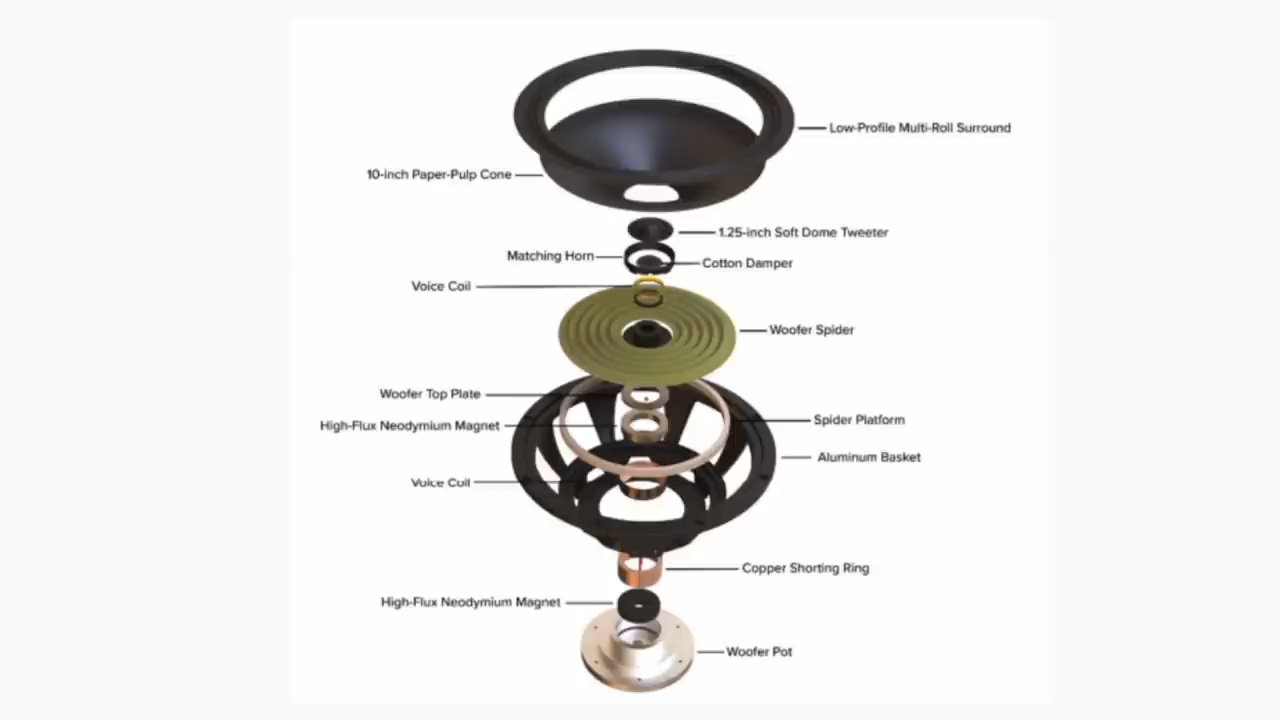 Low-Profile Multi-Roll Surround
10-inch Paper-Pulp Cone
1.25-inch Soft Dome Tweeter
Matching Horn
Cotton Damper
Voice Coil
Woofer Spider
Woofer Top Plate
Spider Platform
High-Flux Neodymium Magnet
Aluminum Basket
Voice Coil
Copper Shorting Ring
High-Flux Neodymium Magnet
Woofer Pot